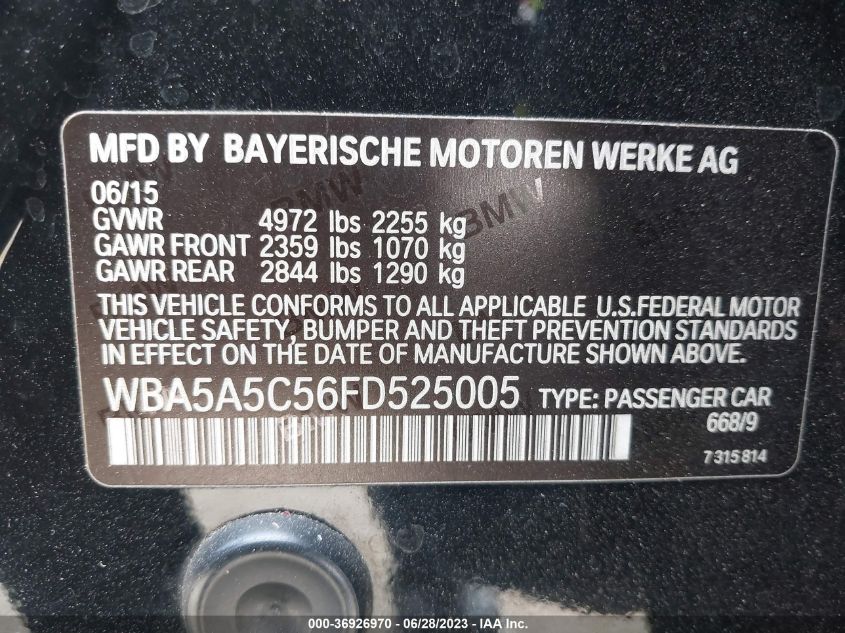 MFD BY BAYERISCHE MOTOREN WERKE AG
06/15
GVWR 4972 lbs 2255 kg
GAWR FRONT 2359 lbs 1070 kg
GAWR REAR 2844 lbs 1290 kg
THIS VEHICLE CONFORMS TO ALL APPLICABLE U.S.FEDERAL MOTOR
VEHICLE SAFETY, BUMPER AND THEFT PREVENTION STANDARDS
IN EFFECT ON THE DATE OF MANUFACTURE SHOWN ABOVE.
WBA5A5C56FD525005 TYPE: PASSENGER CAR
668/9
7315814
BMW
BMW
000-36926970 - 06/28/2023 - IAA Inc.